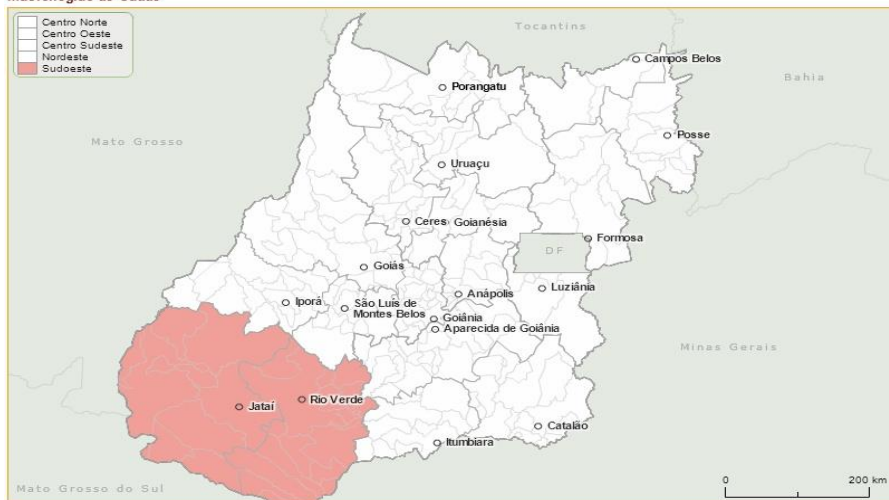 Macrorregião de Saúde
Centro Norte
Centro Oeste
Centro Sudeste
Nordeste
Sudoeste
Tocantins
Campos Belos
Porangatu
Bahia
Posse
Mato Grosso
Uruaçu
Ceres
Goianésia
Formosa
DF
Goiás
Luziânia
Anápolis
Iporá
São Luís de
Montes Belos
Goiânia
Aparecida de Goiânia
Minas Gerais
Rio Verde
Jataí
Catalão
Itumbiara
Mato Grosso do Sul
0
200 km